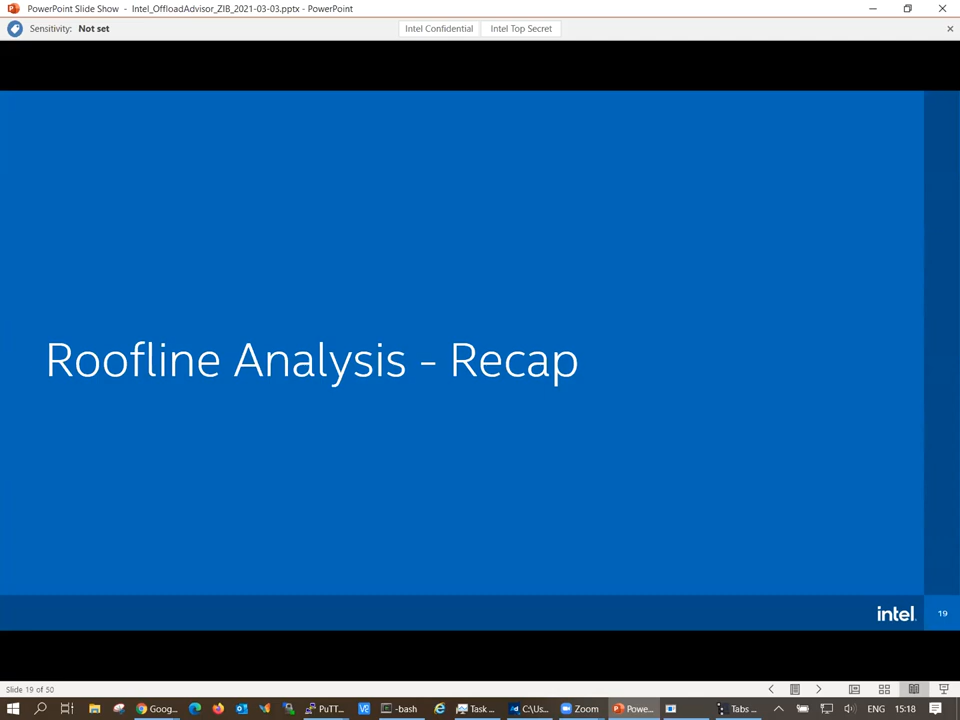 PowerPoint Slide Show - Intel_OffloadAdvisor_ZIB_2021-03-03.pptx - PowerPoint
Sensitivity: Not set
Intel Confidential
Intel Top Secret
Roofline Analysis - Recap
intel.
19
Slide 19 of 50
Goog...
PuTT...
-bash
Task ...
C:\Us...
Zoom
Powe...
Tabs ...
ENG
15:18